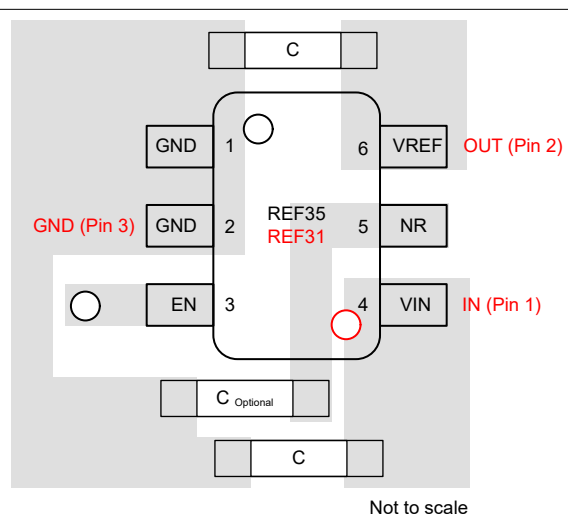 C
GND 1 6 VREF OUT (Pin 2)
GND (Pin 3) GND 2 REF35 5 NR
REF31
EN 3 4 VIN IN (Pin 1)
C Optional
C
Not to scale